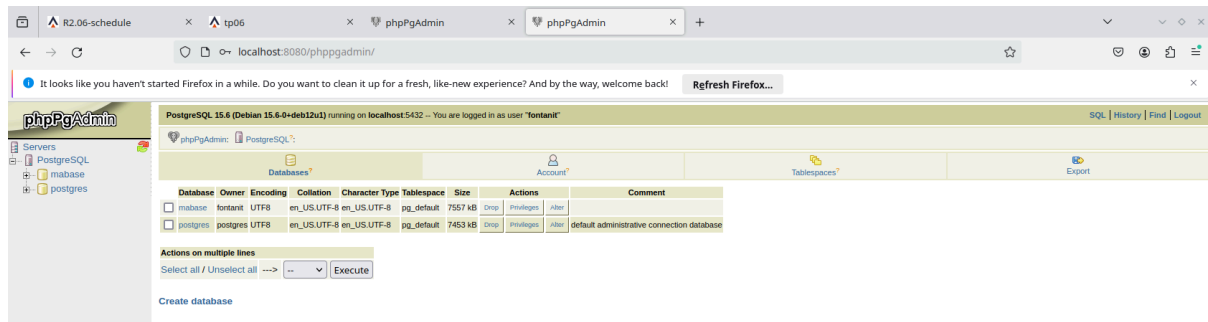 R2.06-schedule × tp06 × phpPgAdmin × phpPgAdmin × +
localhost:8080/phppgadmin/
It looks like you haven't started Firefox in a while. Do you want to clean it up for a fresh, like-new experience? And by the way, welcome back! Refresh Firefox... ×
phpPgAdmin
Servers
PostgreSQL
mabase
postgres
PostgreSQL 15.6 (Debian 15.6-0+deb12u1) running on localhost:5432 -- You are logged in as user "fontanit"
SQL | History | Find | Logout
phpPgAdmin: PostgreSQL?:
Databases? Account? Tablespaces? Export
Database Owner Encoding Collation Character Type Tablespace Size Actions Comment
mabase fontanit UTF8 en_US.UTF-8 en_US.UTF-8 pg_default 7557 kB Drop Privileges Alter
postgres postgres UTF8 en_US.UTF-8 en_US.UTF-8 pg_default 7453 kB Drop Privileges Alter default administrative connection database
Actions on multiple lines
Select all / Unselect all ---> -- Execute
Create database